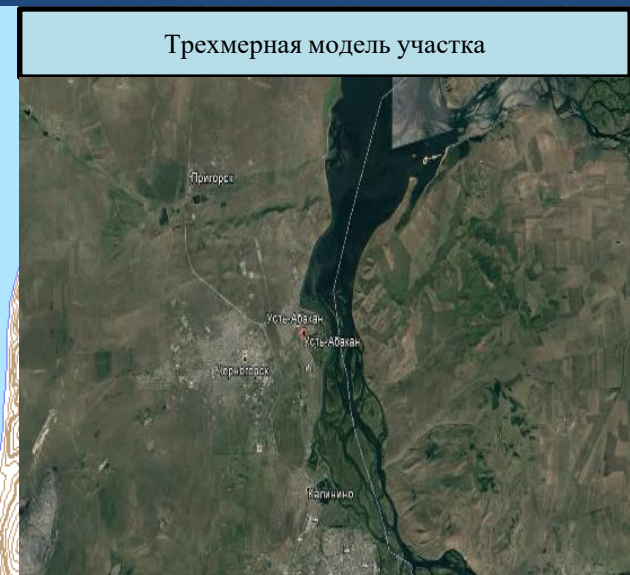 Трехмерная модель участка
Пригорск
Усть-Абакан
Усть-Абакан
Черногорск
Калинино